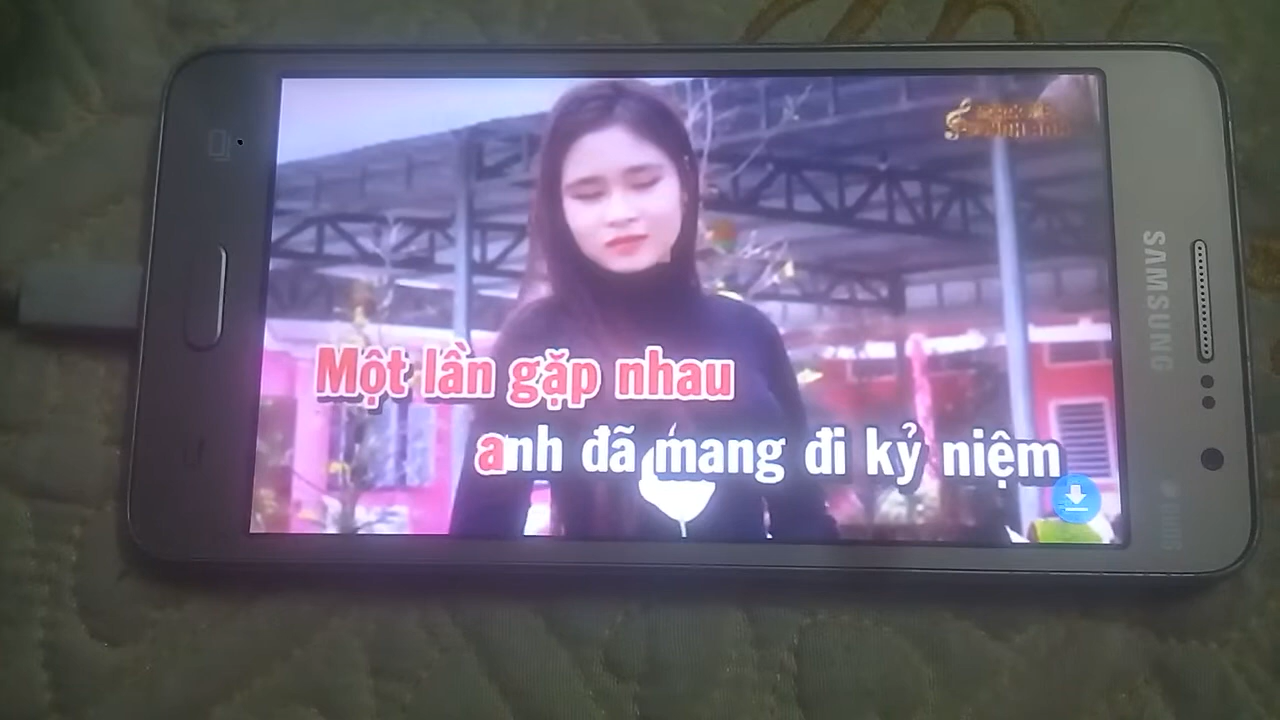 Một lần gặp nhau
anh đã mang đi kỷ niệm
SAMSUNG